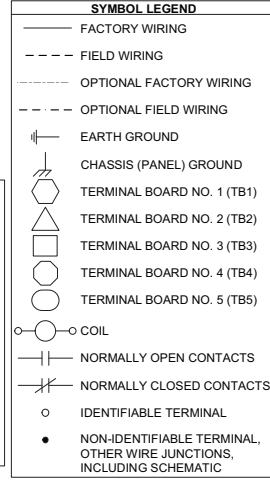 SYMBOL LEGEND
FACTORY WIRING
FIELD WIRING
OPTIONAL FACTORY WIRING
OPTIONAL FIELD WIRING
EARTH GROUND
CHASSIS (PANEL) GROUND
TERMINAL BOARD NO. 1 (TB1)
TERMINAL BOARD NO. 2 (TB2)
TERMINAL BOARD NO. 3 (TB3)
TERMINAL BOARD NO. 4 (TB4)
TERMINAL BOARD NO. 5 (TB5)
COIL
NORMALLY OPEN CONTACTS
NORMALLY CLOSED CONTACTS
IDENTIFIABLE TERMINAL
NON-IDENTIFIABLE TERMINAL,
OTHER WIRE JUNCTIONS,
INCLUDING SCHEMATIC